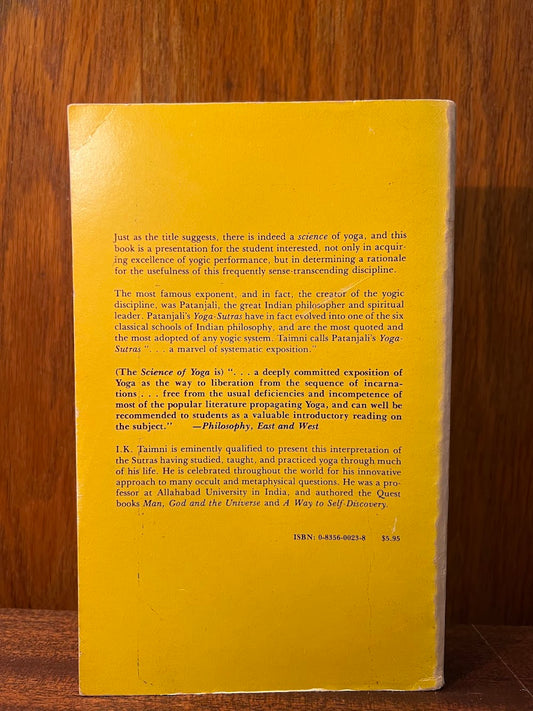 Just as the title suggests, there is indeed a science of yoga, and this
book is a presentation for the student interested, not only in acquir-
ing excellence of yogic performance, but in determining a rationale
for the usefulness of this frequently sense-transcending discipline.
The most famous exponent, and in fact, the creator of the yogic
discipline, was Patanjali, the great Indian philosopher and spiritual
leader. Patanjali's Yoga-Sutras have in fact evolved into one of the six
classical schools of Indian philosophy, and are the most quoted and
the most adopted of any yogic system. Taimni calls Patanjali's Yoga-
Sutras ". . . a marvel of systematic exposition."
(The Science of Yoga is) ". . . a deeply committed exposition of
Yoga as the way to liberation from the sequence of incarna-
tions . . . free from the usual deficiencies and incompetence of
most of the popular literature propagating Yoga, and can well be
recommended to students as a valuable introductory reading on
the subject." —Philosophy, East and West
I.K. Taimni is eminently qualified to present this interpretation of
the Sutras having studied, taught, and practiced yoga through much
of his life. He is celebrated throughout the world for his innovative
approach to many occult and metaphysical questions. He was a pro-
fessor at Allahabad University in India, and authored the Quest
books Man, God and the Universe and A Way to Self-Discovery.
ISBN: 0-8356-0023-8 $5.95